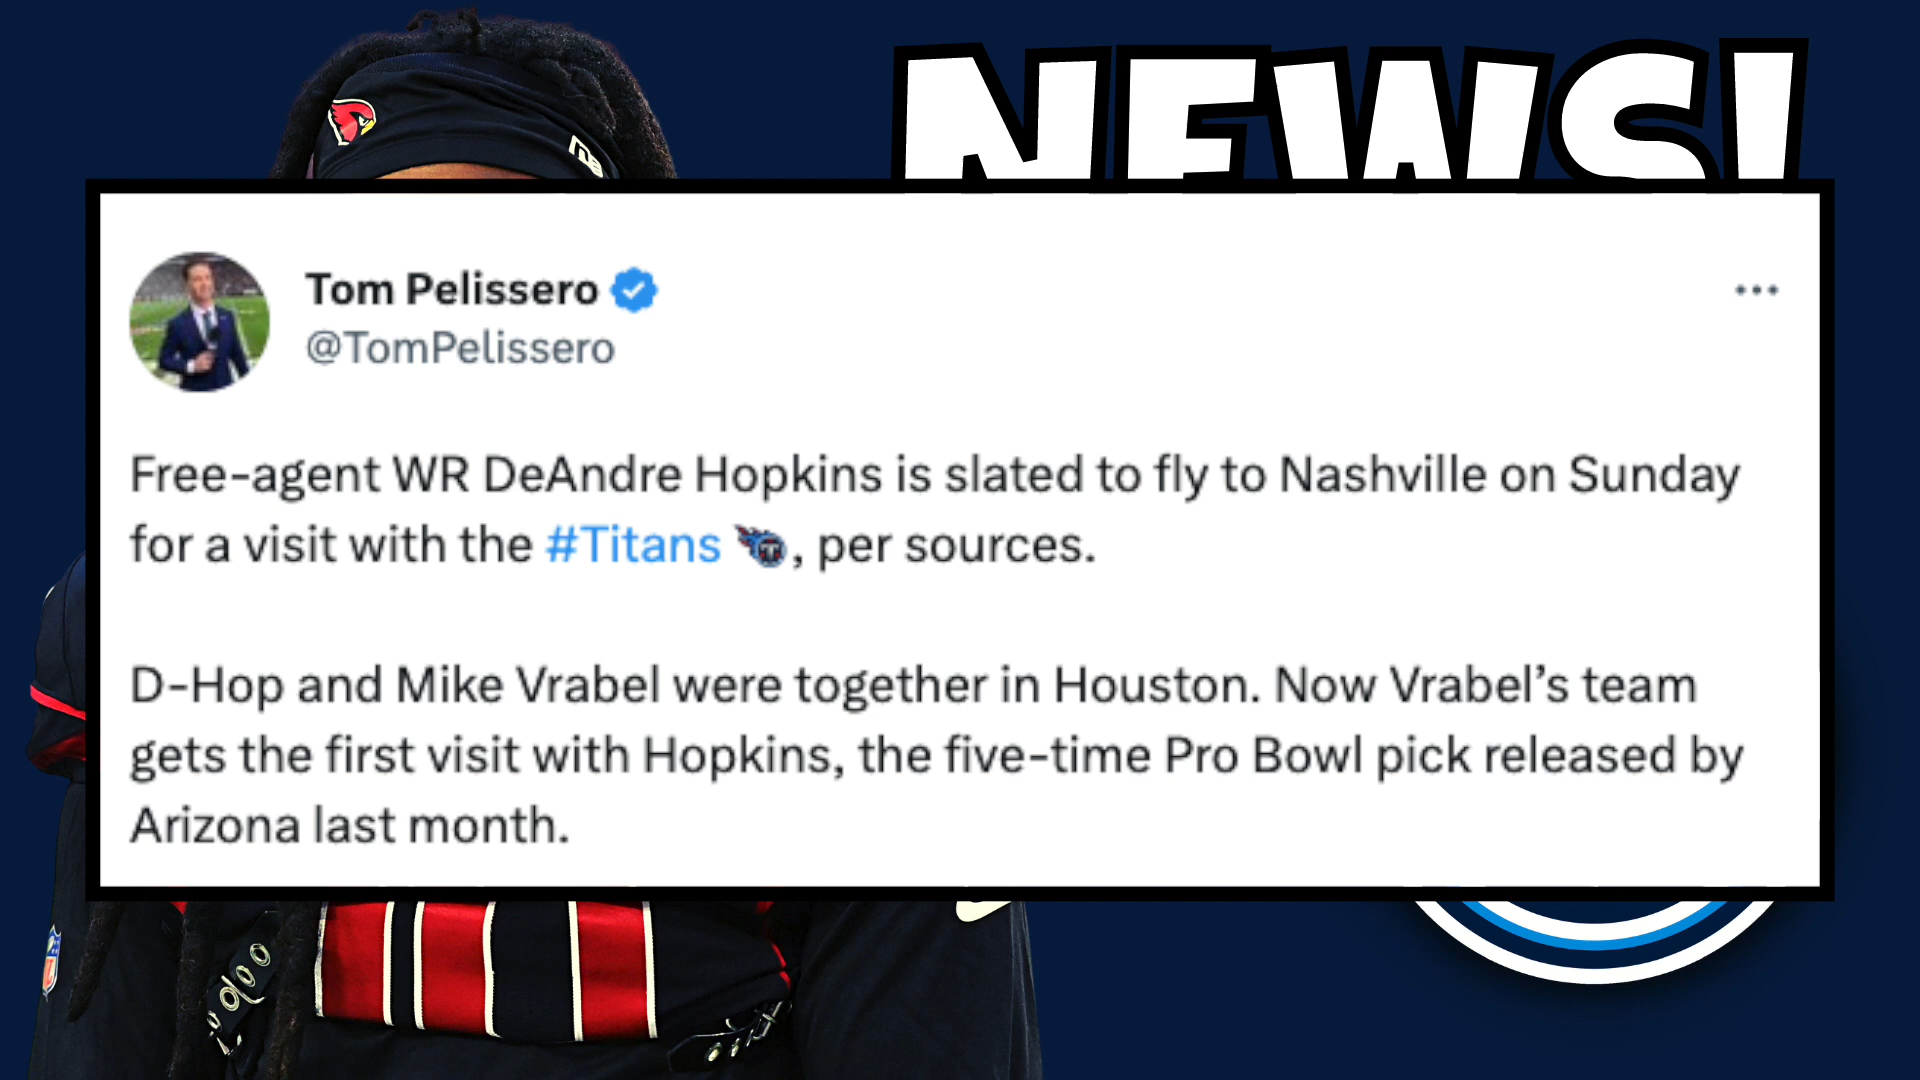 NEWS!
Tom Pelissero
@TomPelissero
Free-agent WR DeAndre Hopkins is slated to fly to Nashville on Sunday
for a visit with the #Titans , per sources.
D-Hop and Mike Vrabel were together in Houston. Now Vrabel’s team
gets the first visit with Hopkins, the five-time Pro Bowl pick released by
Arizona last month.